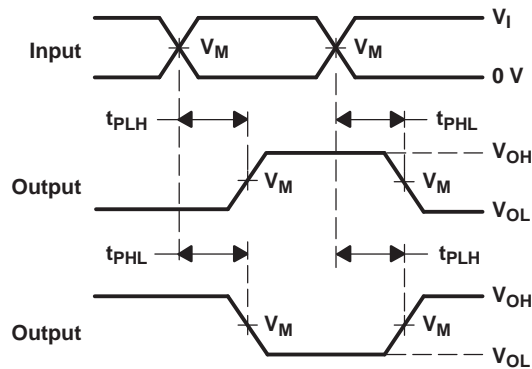 V_I
Input V_M V_M
0 V
t_PLH t_PHL
V_OH
Output V_M V_M
V_OL
t_PHL t_PLH
V_OH
Output V_M V_M
V_OL